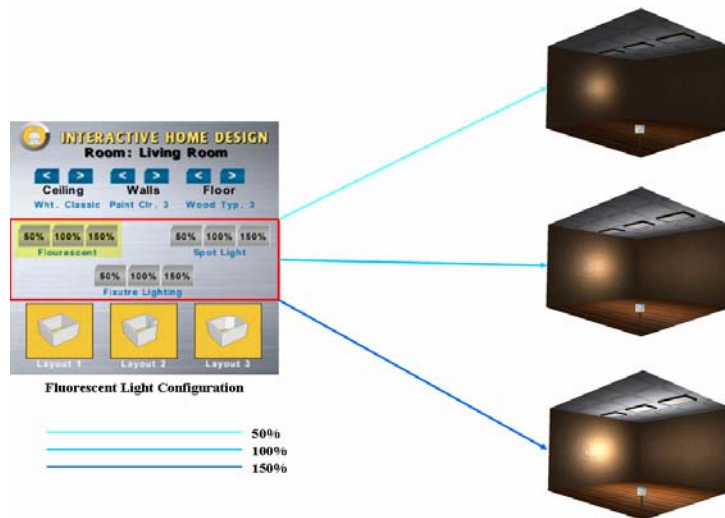 INTERACTIVE HOME DESIGN
Room: Living Room
< > < > < >
Ceiling Walls Floor
Wht. Classic Paint Clr. 3 Wood Typ. 3
50% 100% 150% 50% 100% 150%
Flourescent Spot Light
50% 100% 150%
Fixutre Lighting
Layout 1 Layout 2 Layout 3
Fluorescent Light Configuration
50%
100%
150%